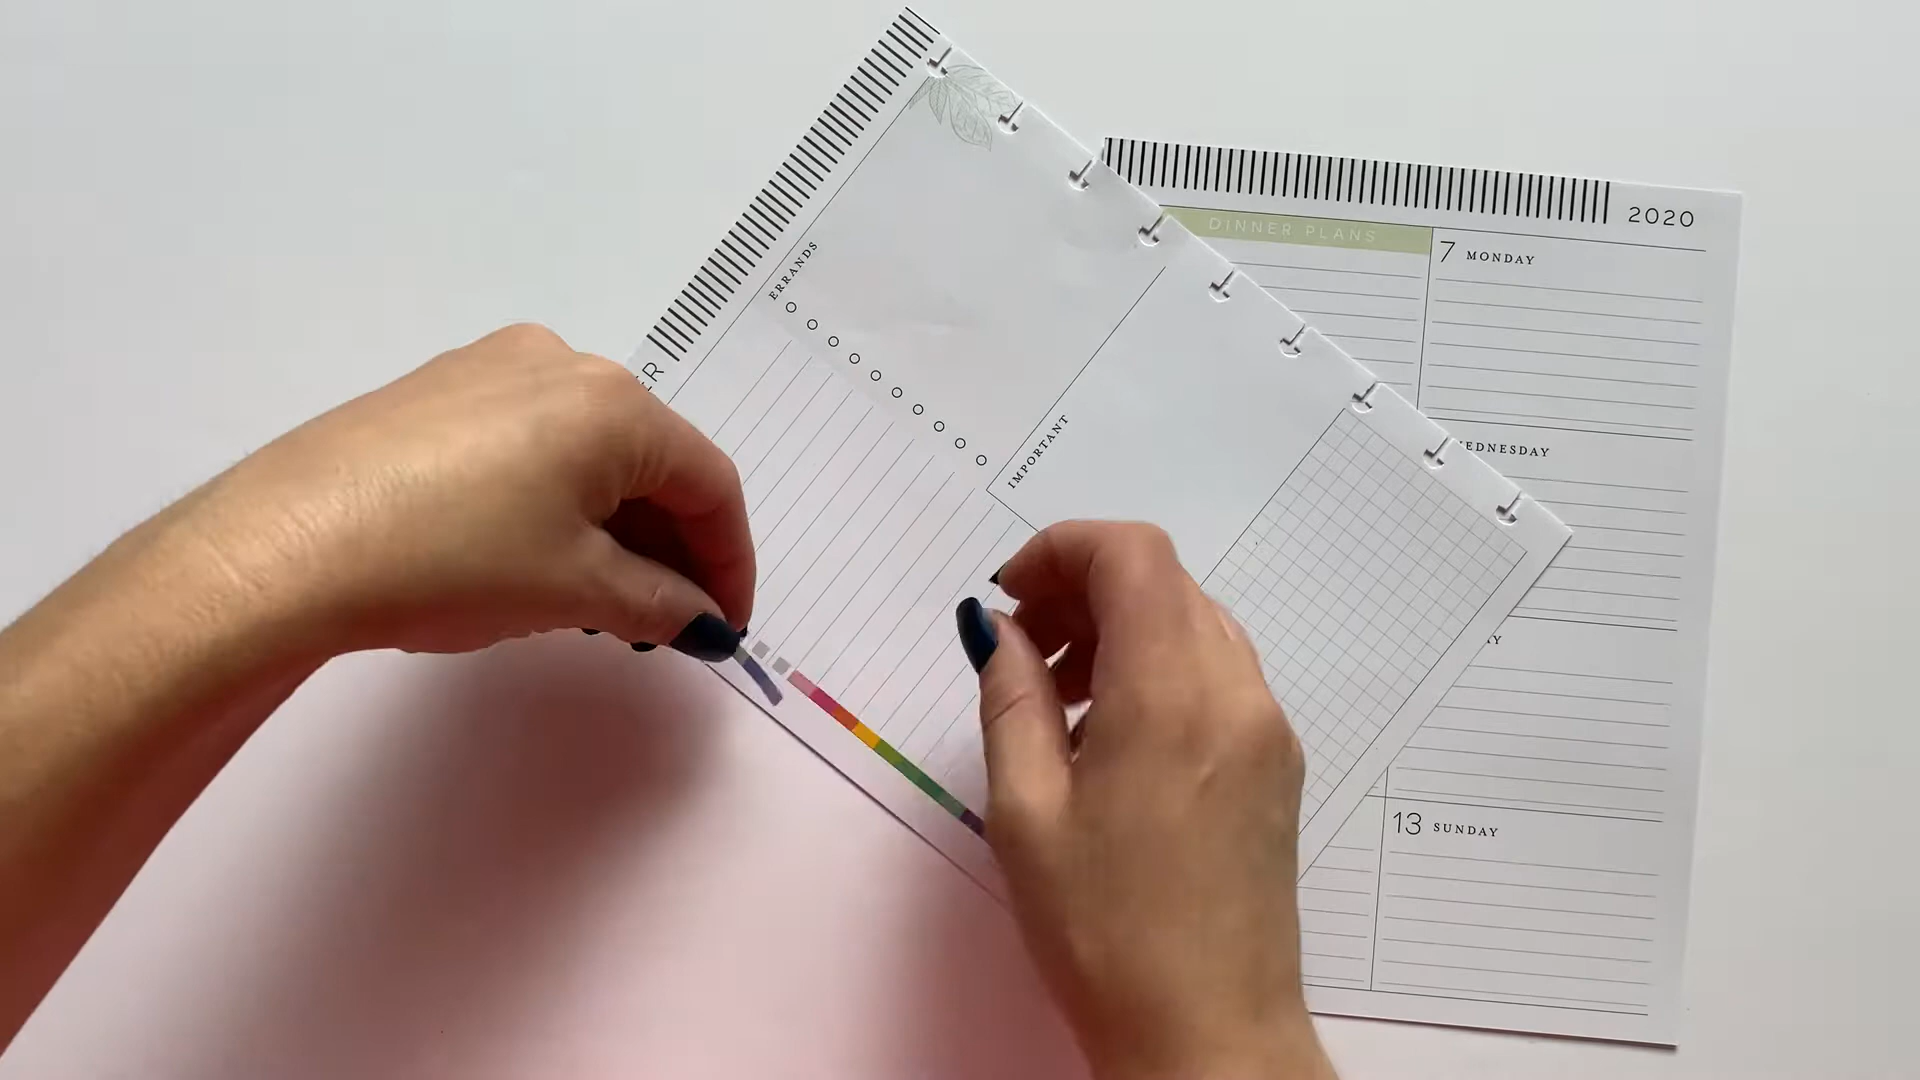 ER
ERRANDS
IMPORTANT
2020
DINNER PLANS
7 MONDAY
EDNESDAY
Y
13 SUNDAY